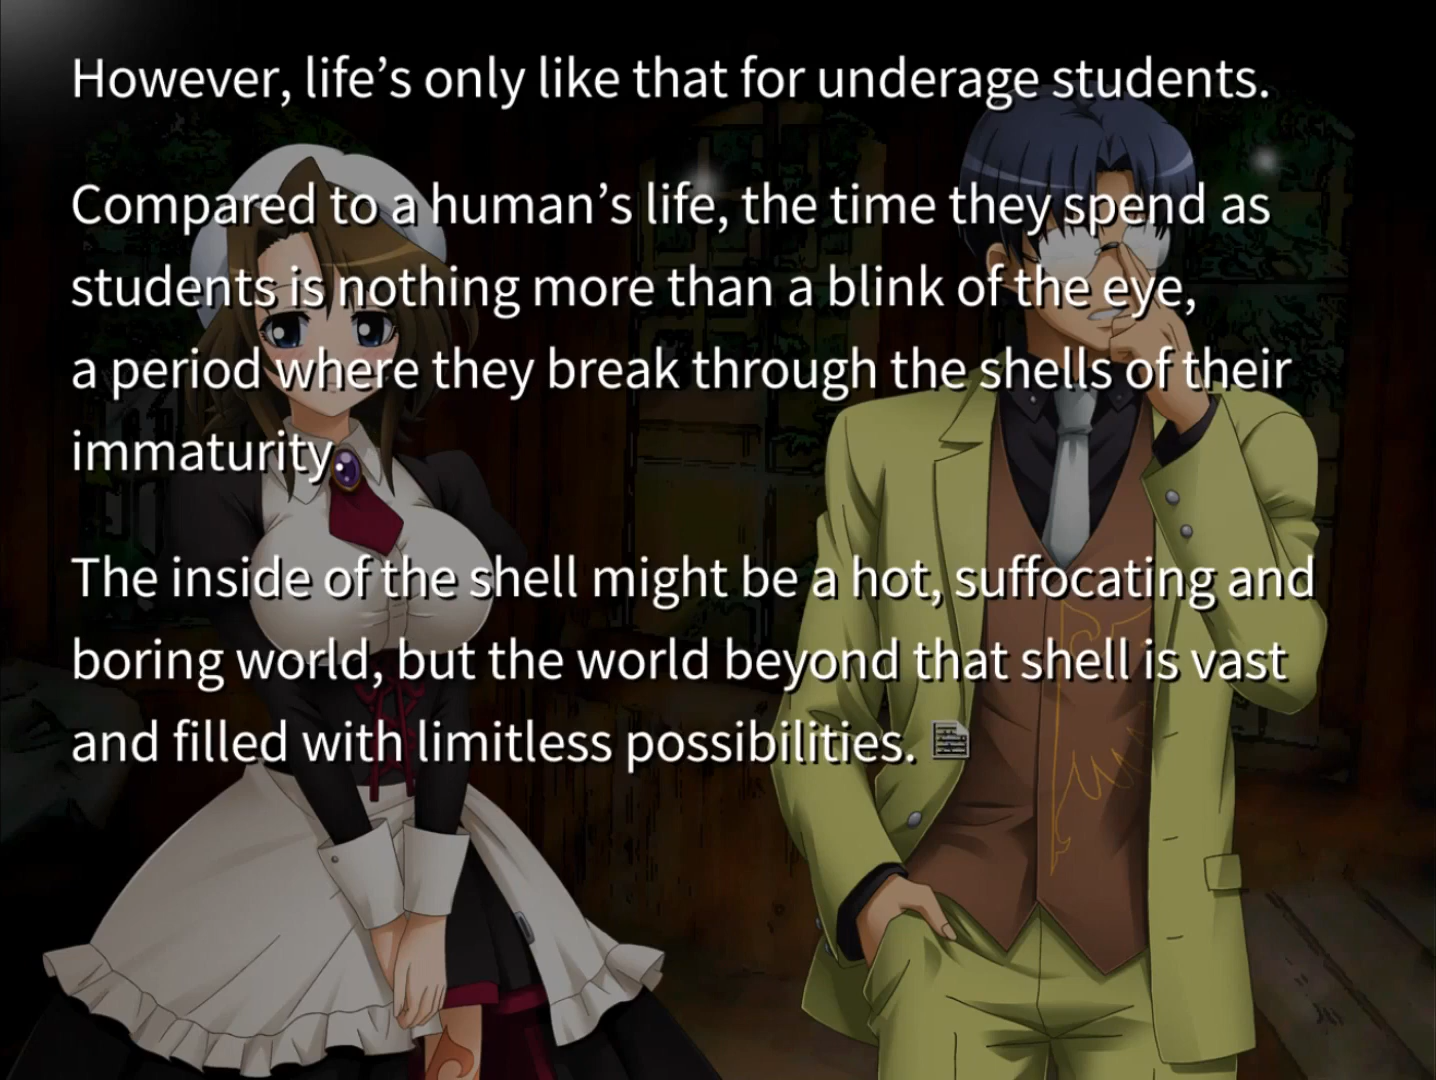 However, life’s only like that for underage students.
Compared to a human’s life, the time they spend as
students is nothing more than a blink of the eye,
a period where they break through the shells of their
immaturity.
The inside of the shell might be a hot, suffocating and
boring world, but the world beyond that shell is vast
and filled with limitless possibilities.